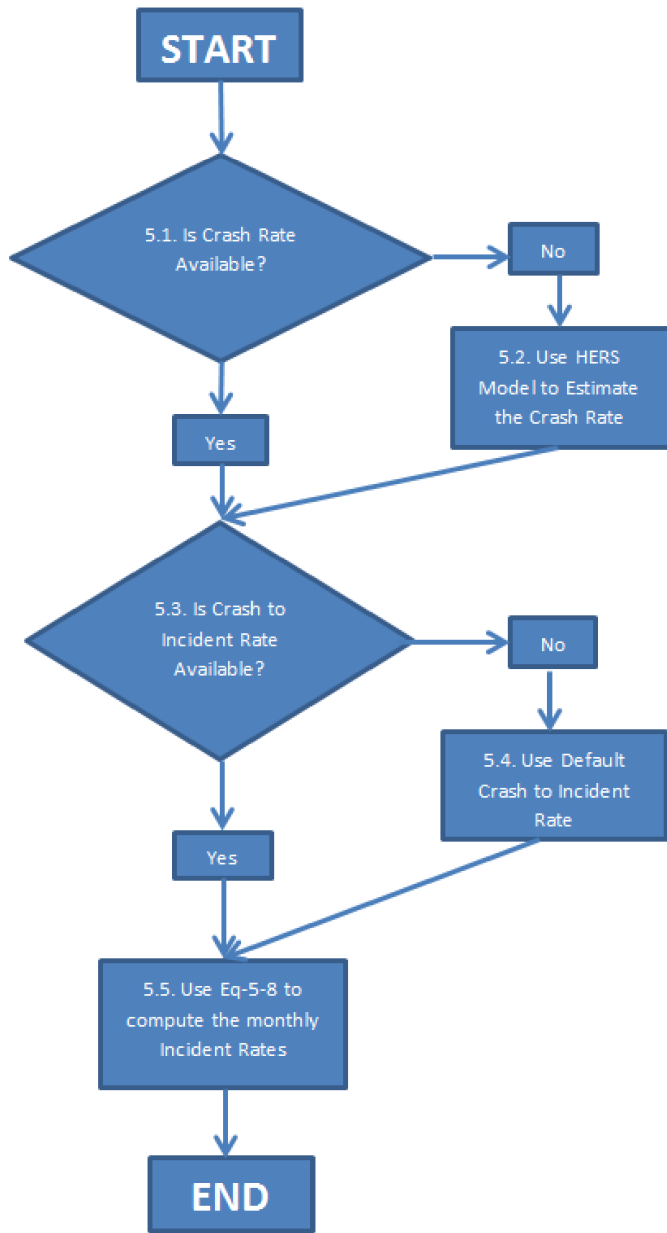 START
5.1. Is Crash Rate
Available?
No
5.2. Use HERS
Model to Estimate
the Crash Rate
Yes
5.3. Is Crash to
Incident Rate
Available?
No
5.4. Use Default
Crash to Incident
Rate
Yes
5.5. Use Eq-5-8 to
compute the monthly
Incident Rates
END